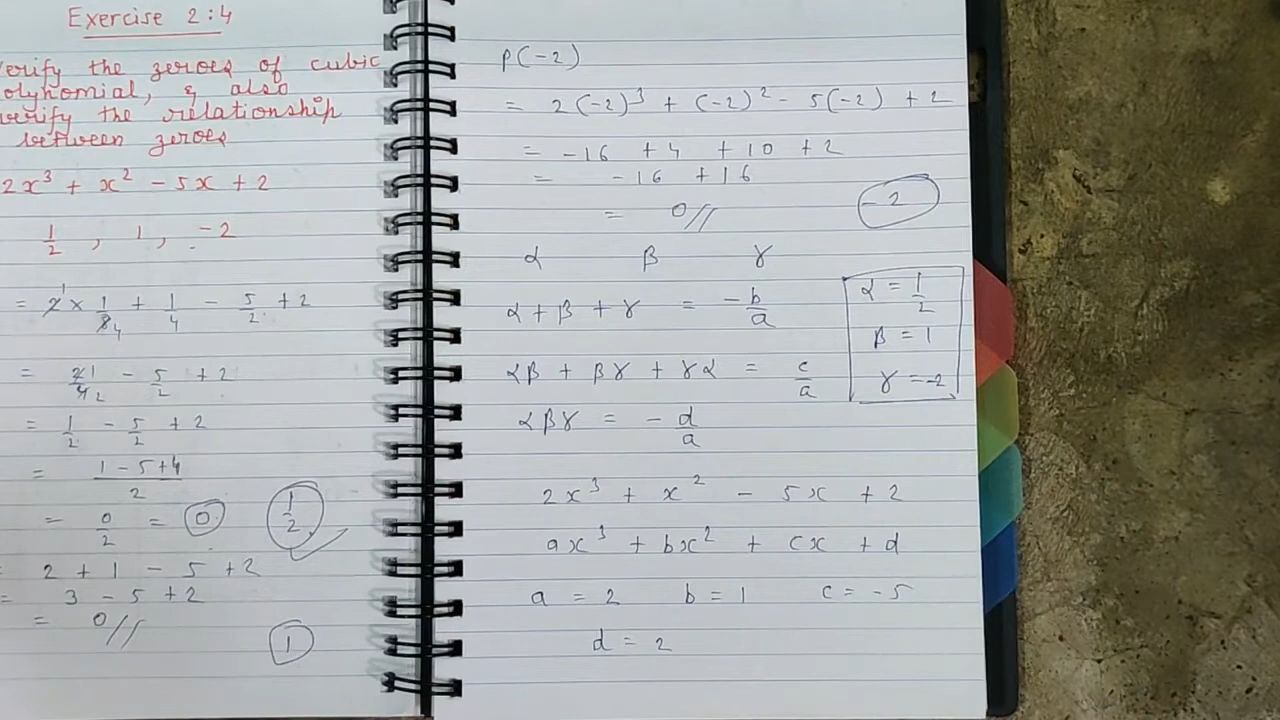 Exercise 2:4
erify the zeroes of cubic
olynomial, & also
erify the relationship
between zeroes
2x³ + x² - 5x + 2
1/2 , 1 , -2
= 2̶¹ × 1/8̶₄ + 1/4 - 5/2 + 2
= 2̶¹/4̶₂ - 5/2 + 2
= 1/2 - 5/2 + 2
= (1 - 5 + 4)/2
= 0/2 = 0
1/2
= 2 + 1 - 5 + 2
= 3 - 5 + 2
= 0//
1
P(-2)
= 2(-2)³ + (-2)² - 5(-2) + 2
= -16 + 4 + 10 + 2
= -16 + 16
= 0//
-2
α β γ
α + β + γ = -b/a
αβ + βγ + γα = c/a
αβγ = -d/a
α = 1/2
β = 1
γ = -2
2x³ + x² - 5x + 2
ax³ + bx² + cx + d
a = 2 b = 1 c = -5
d = 2